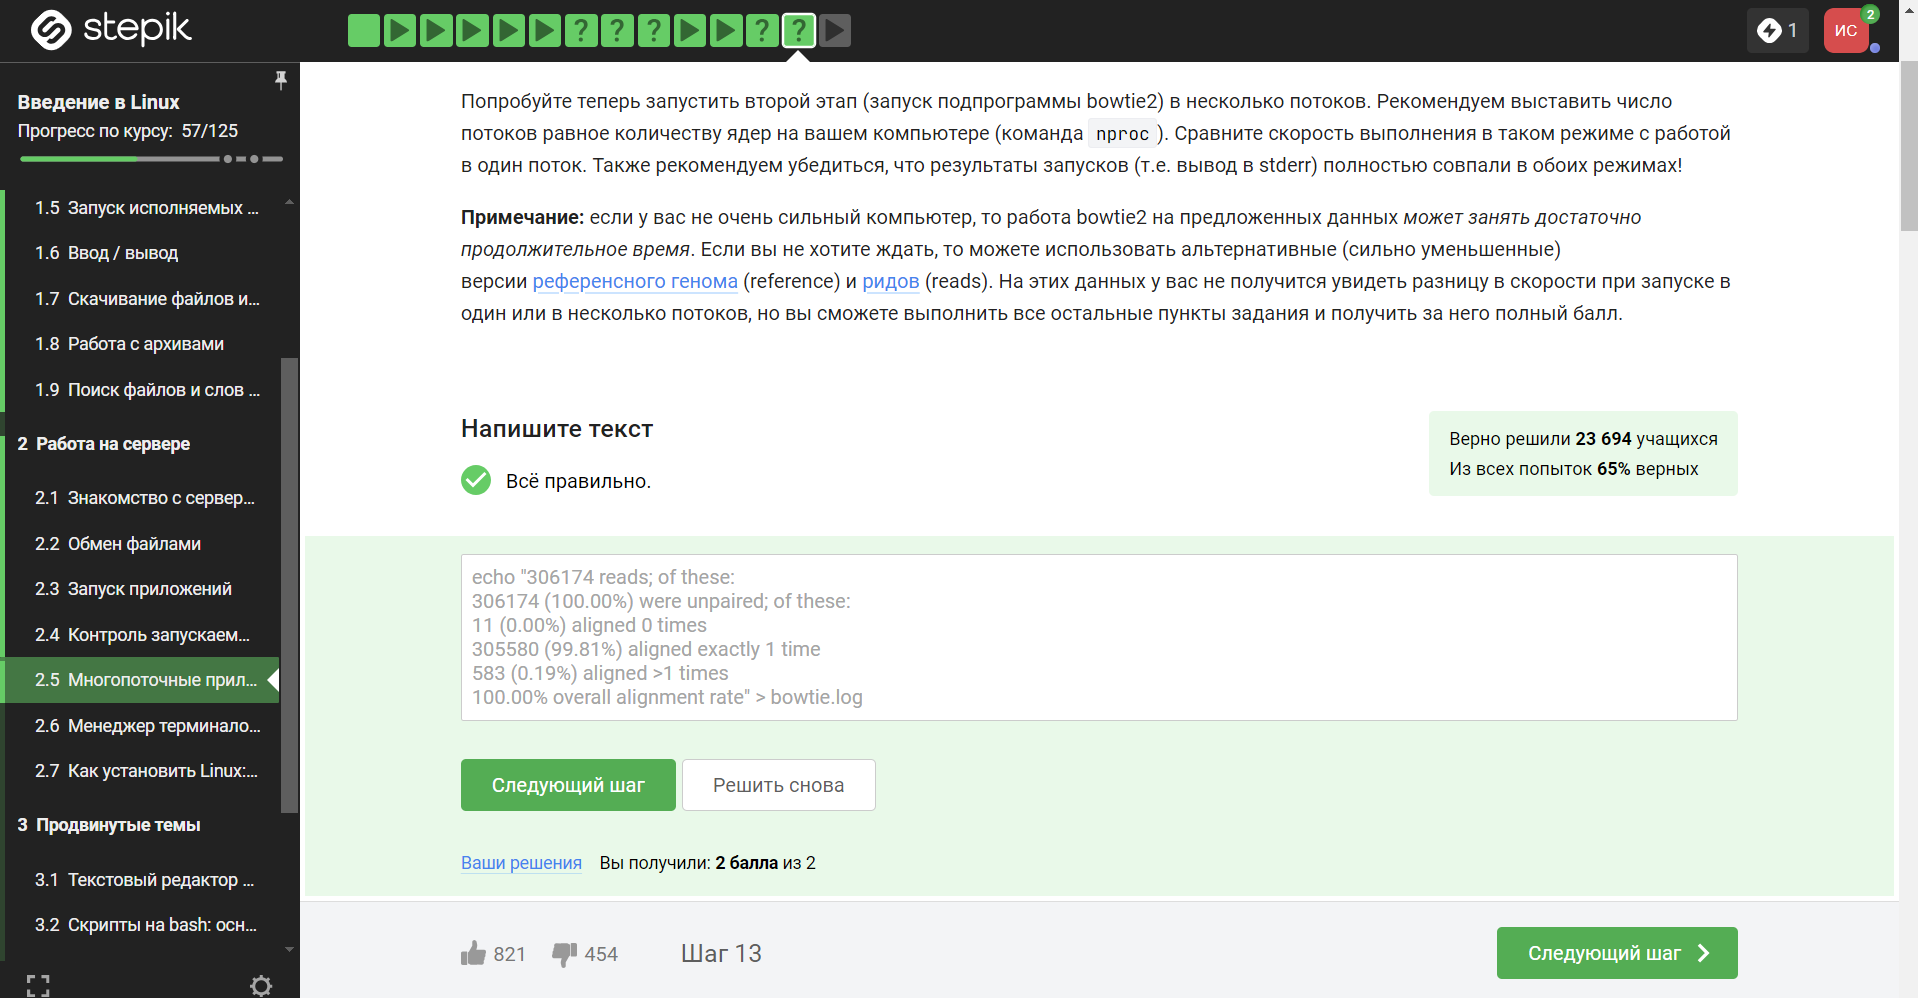 stepik
? ? ? ? ?
1
ИС
2
Введение в Linux
Прогресс по курсу: 57/125
1.5 Запуск исполняемых ...
1.6 Ввод / вывод
1.7 Скачивание файлов и...
1.8 Работа с архивами
1.9 Поиск файлов и слов ...
2 Работа на сервере
2.1 Знакомство с сервер...
2.2 Обмен файлами
2.3 Запуск приложений
2.4 Контроль запускаем...
2.5 Многопоточные прил...
2.6 Менеджер терминало...
2.7 Как установить Linux:...
3 Продвинутые темы
3.1 Текстовый редактор ...
3.2 Скрипты на bash: осн...
Попробуйте теперь запустить второй этап (запуск подпрограммы bowtie2) в несколько потоков. Рекомендуем выставить число
потоков равное количеству ядер на вашем компьютере (команда nproc). Сравните скорость выполнения в таком режиме с работой
в один поток. Также рекомендуем убедиться, что результаты запусков (т.е. вывод в stderr) полностью совпали в обоих режимах!
Примечание: если у вас не очень сильный компьютер, то работа bowtie2 на предложенных данных может занять достаточно
продолжительное время. Если вы не хотите ждать, то можете использовать альтернативные (сильно уменьшенные)
версии референсного генома (reference) и ридов (reads). На этих данных у вас не получится увидеть разницу в скорости при запуске в
один или в несколько потоков, но вы сможете выполнить все остальные пункты задания и получить за него полный балл.
Напишите текст
Всё правильно.
Верно решили 23 694 учащихся
Из всех попыток 65% верных
echo "306174 reads; of these:
306174 (100.00%) were unpaired; of these:
11 (0.00%) aligned 0 times
305580 (99.81%) aligned exactly 1 time
583 (0.19%) aligned >1 times
100.00% overall alignment rate" > bowtie.log
Следующий шаг
Решить снова
Ваши решения Вы получили: 2 балла из 2
821 454 Шаг 13
Следующий шаг